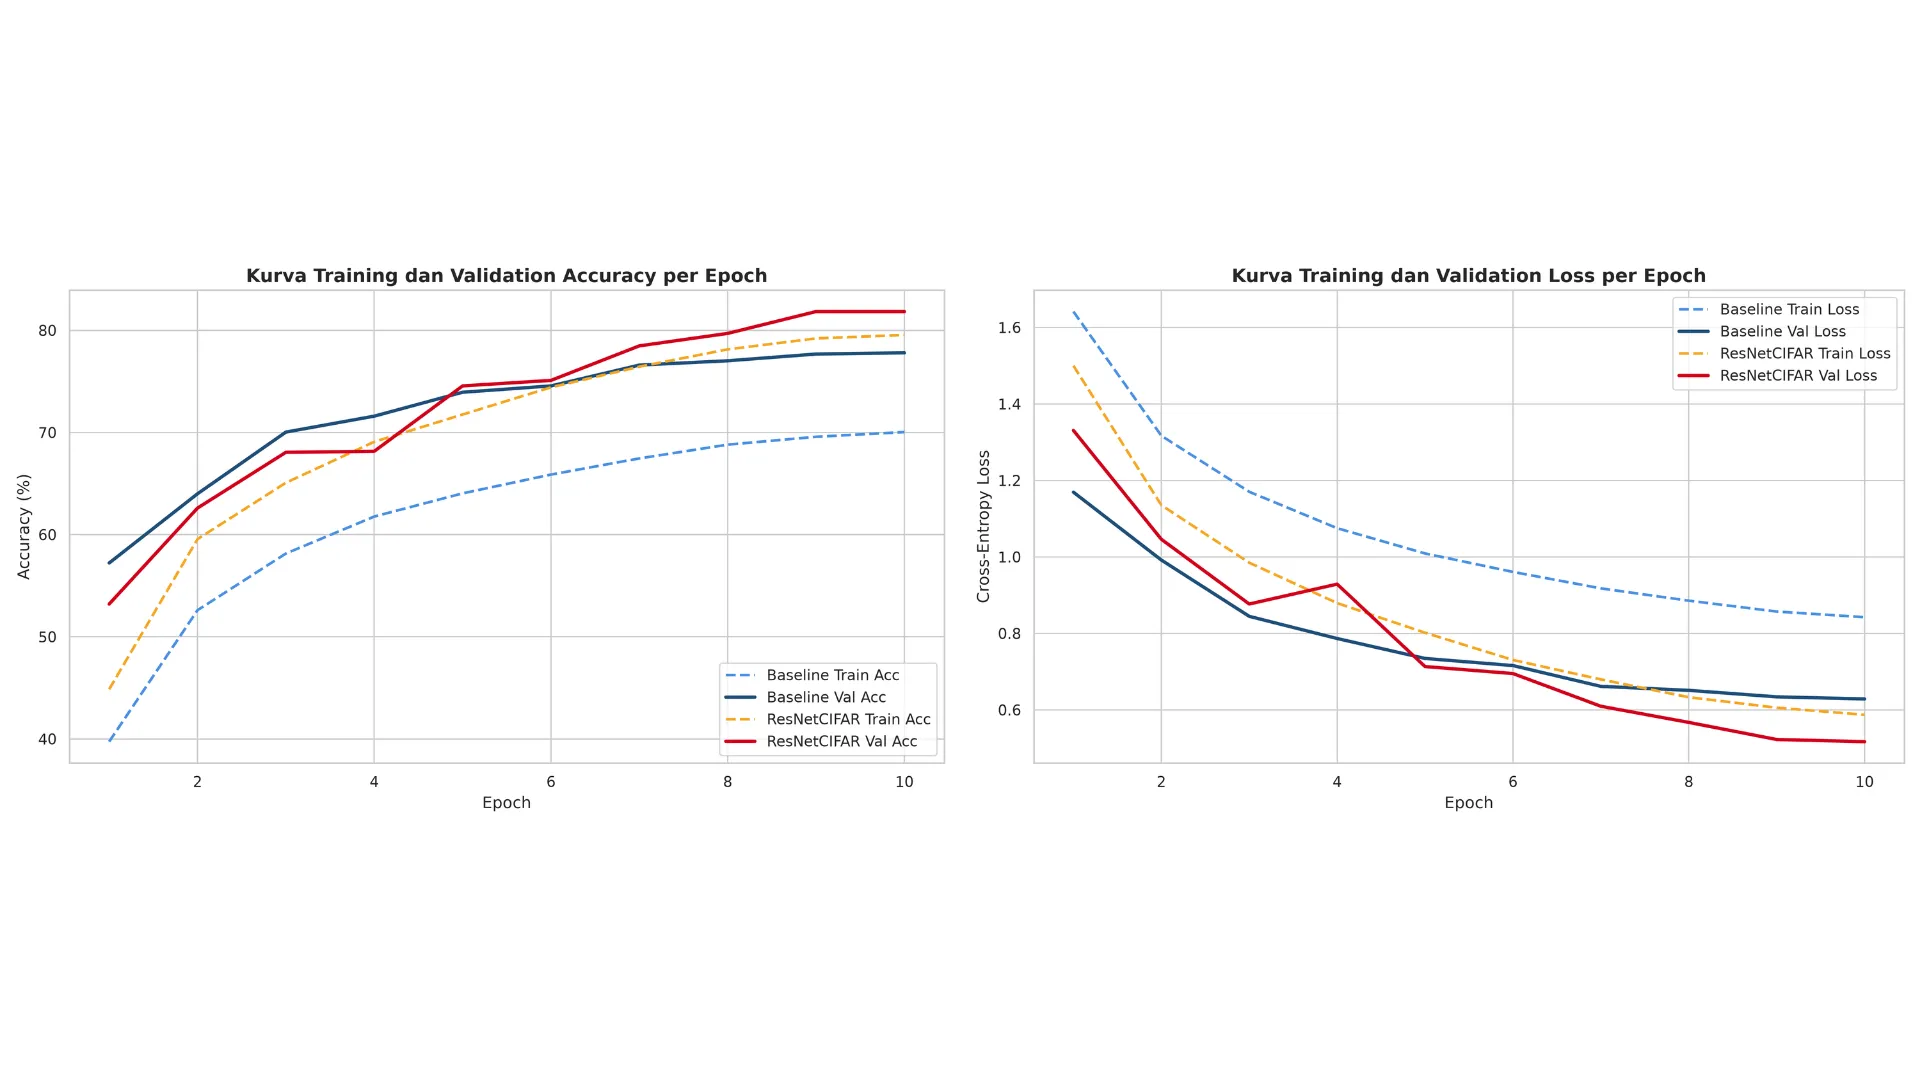 Kurva Training dan Validation Accuracy per Epoch
80
70
60
50
40
Accuracy (%)
2
4
6
8
10
Epoch
Baseline Train Acc
Baseline Val Acc
ResNetCIFAR Train Acc
ResNetCIFAR Val Acc
Kurva Training dan Validation Loss per Epoch
1.6
1.4
1.2
1.0
0.8
0.6
Cross-Entropy Loss
2
4
6
8
10
Epoch
Baseline Train Loss
Baseline Val Loss
ResNetCIFAR Train Loss
ResNetCIFAR Val Loss